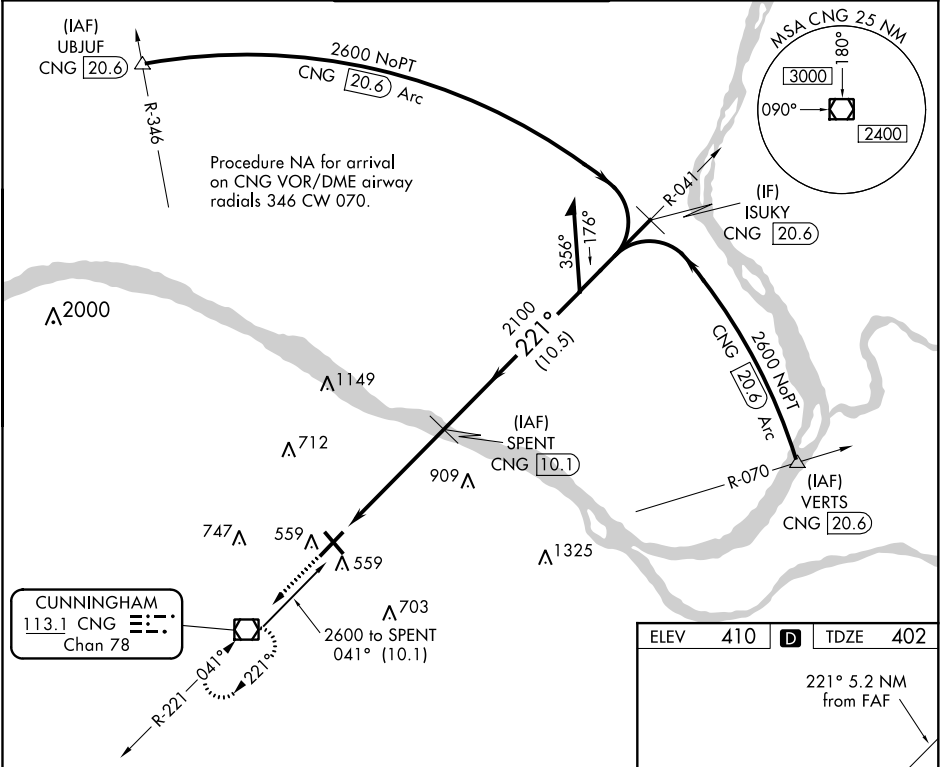 (IAF)
UBJUF
CNG 20.6
R-346
2600 NoPT
CNG 20.6 Arc
MSA CNG 25 NM
3000
180°
090°
2400
Procedure NA for arrival
on CNG VOR/DME airway
radials 346 CW 070.
R-041
(IF)
ISUKY
CNG 20.6
356°
176°
2000
2100
221°
(10.5)
2600 NoPT
CNG 20.6 Arc
1149
(IAF)
SPENT
CNG 10.1
712
909
R-070
(IAF)
VERTS
CNG 20.6
747
559
559
1325
CUNNINGHAM
113.1 CNG
Chan 78
703
2600 to SPENT
041° (10.1)
R-221
041°
221°
ELEV 410 D TDZE 402
221° 5.2 NM
from FAF